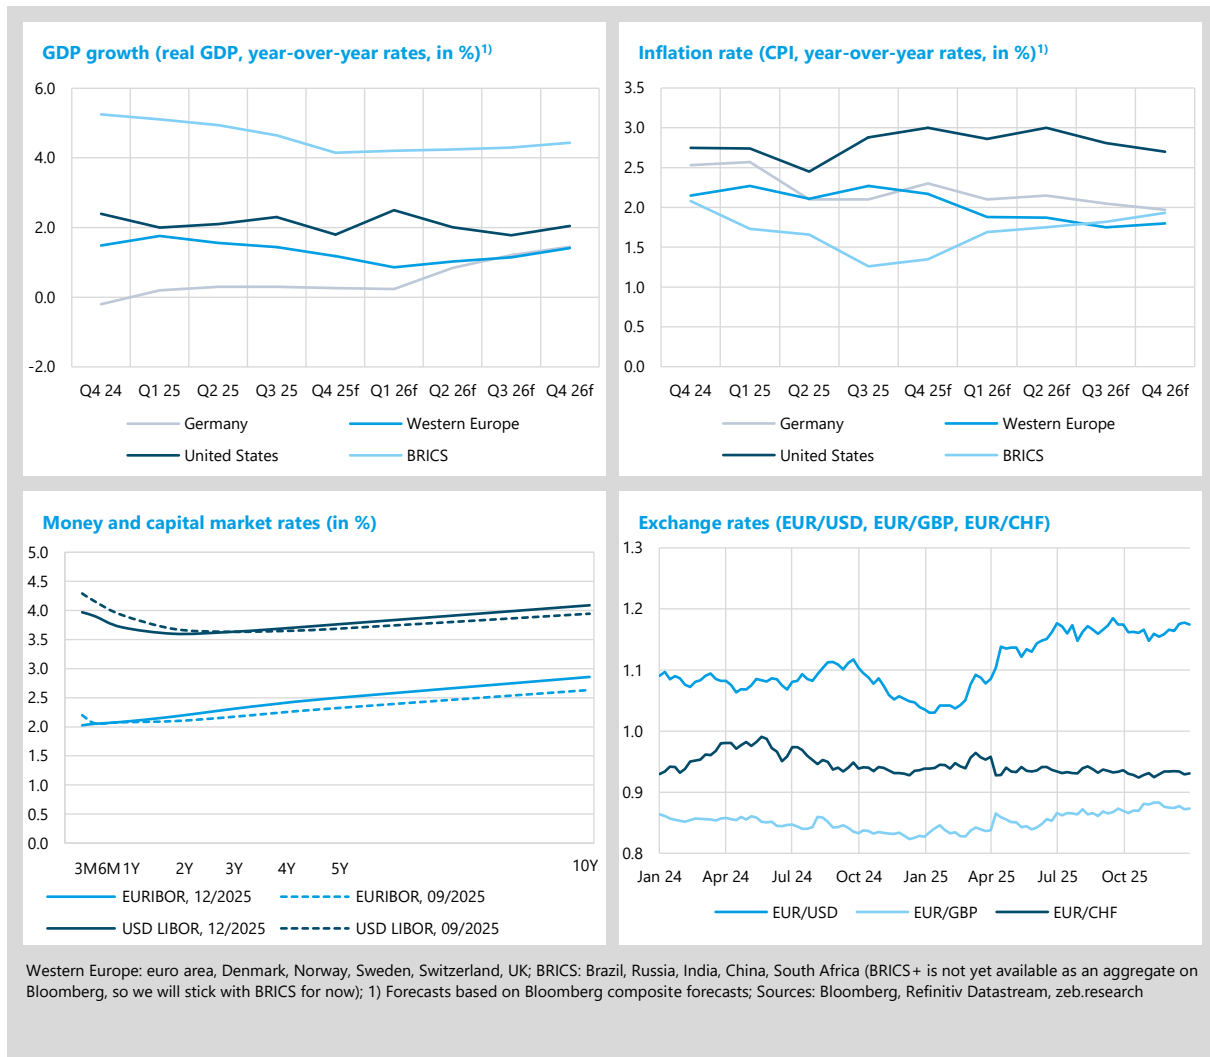 GDP growth (real GDP, year-over-year rates, in %)1)
6.0
4.0
2.0
0.0
-2.0
Q4 24 Q1 25 Q2 25 Q3 25 Q4 25f Q1 26f Q2 26f Q3 26f Q4 26f
Germany Western Europe
United States BRICS
Inflation rate (CPI, year-over-year rates, in %)1)
3.5
3.0
2.5
2.0
1.5
1.0
0.5
0.0
Q4 24 Q1 25 Q2 25 Q3 25 Q4 25f Q1 26f Q2 26f Q3 26f Q4 26f
Germany Western Europe
United States BRICS
Money and capital market rates (in %)
5.0
4.5
4.0
3.5
3.0
2.5
2.0
1.5
1.0
0.5
0.0
3M 6M 1Y 2Y 3Y 4Y 5Y 10Y
EURIBOR, 12/2025 EURIBOR, 09/2025
USD LIBOR, 12/2025 USD LIBOR, 09/2025
Exchange rates (EUR/USD, EUR/GBP, EUR/CHF)
1.3
1.2
1.1
1.0
0.9
0.8
Jan 24 Apr 24 Jul 24 Oct 24 Jan 25 Apr 25 Jul 25 Oct 25
EUR/USD EUR/GBP EUR/CHF
Western Europe: euro area, Denmark, Norway, Sweden, Switzerland, UK; BRICS: Brazil, Russia, India, China, South Africa (BRICS+ is not yet available as an aggregate on
Bloomberg, so we will stick with BRICS for now); 1) Forecasts based on Bloomberg composite forecasts; Sources: Bloomberg, Refinitiv Datastream, zeb.research